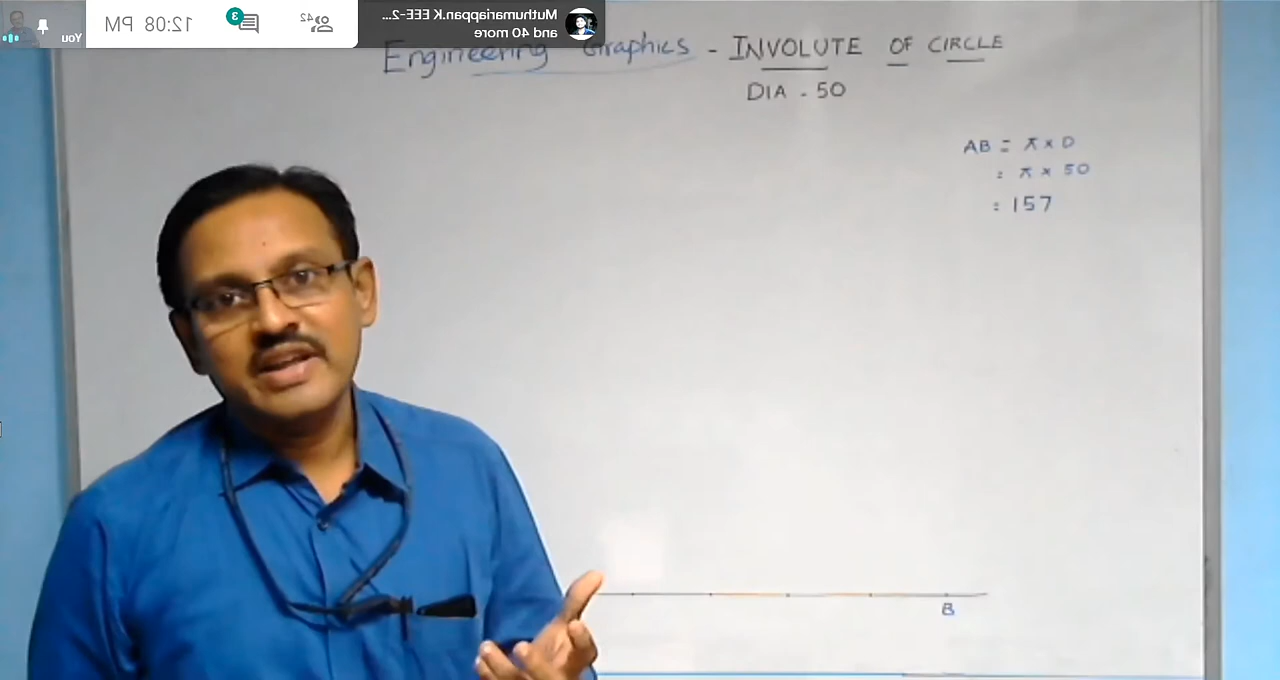 You
12:08 PM
3
42
Muthumariappan.K EEE-2...
and 40 more
Engineering Graphics - INVOLUTE OF CIRCLE
DIA - 50
AB = π × D
: π × 50
: 157
B